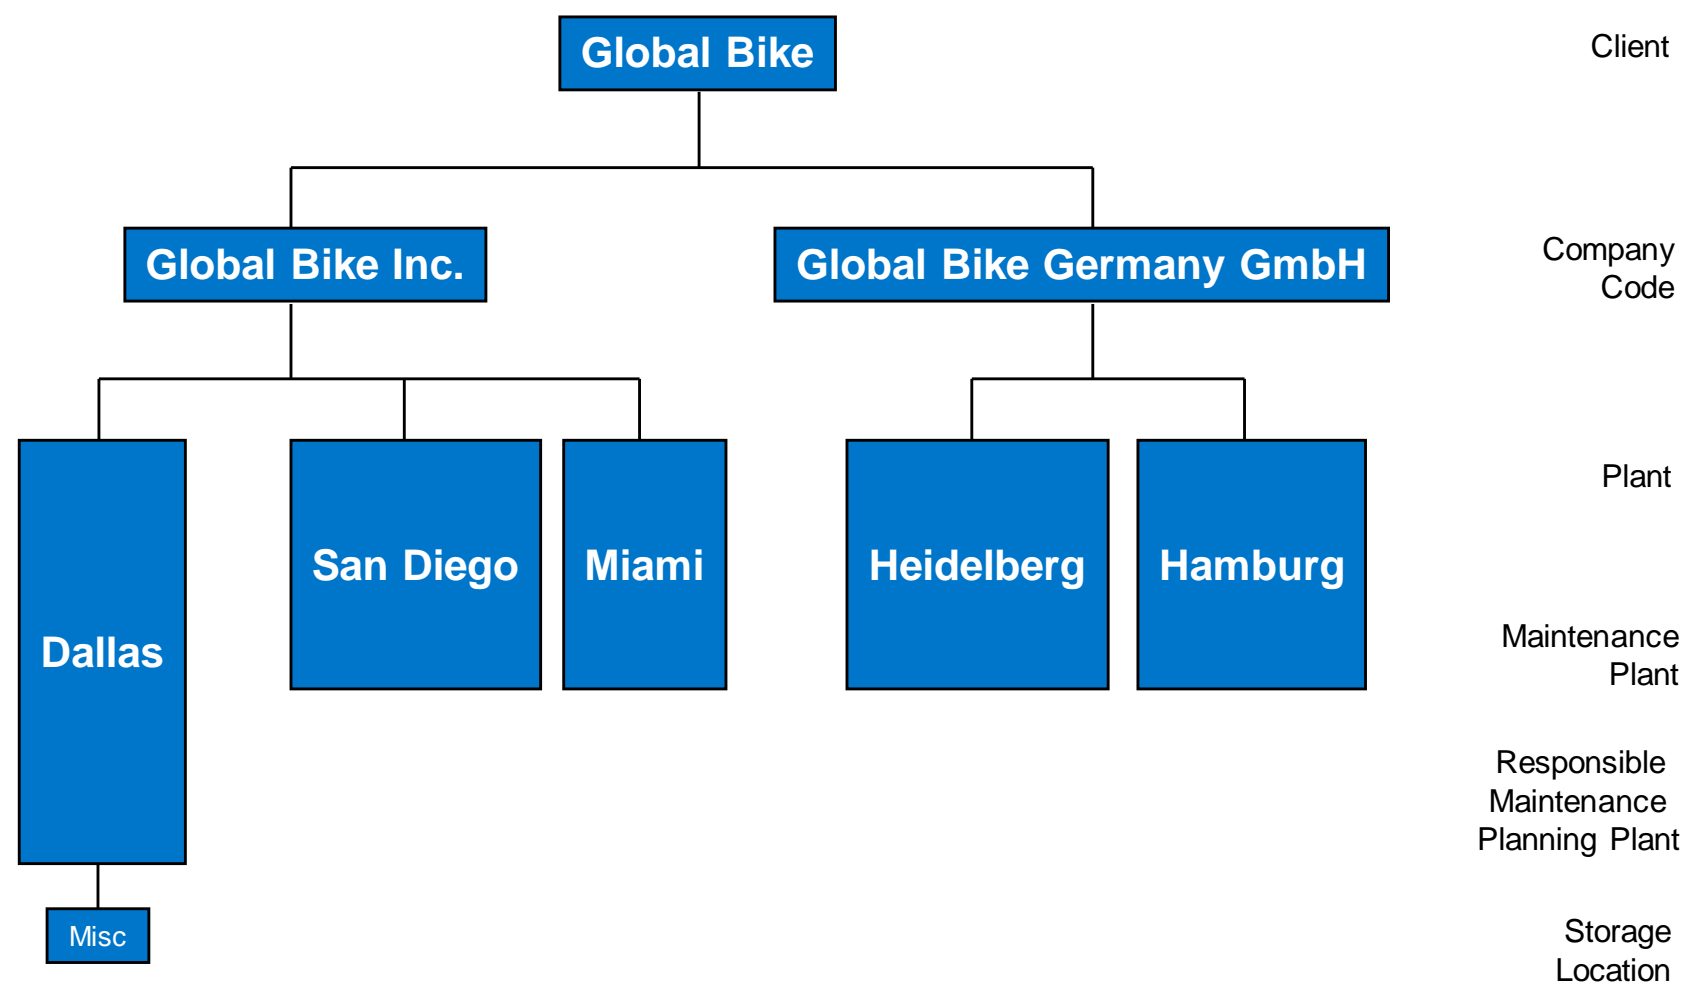 Global Bike
Client
Global Bike Inc.
Global Bike Germany GmbH
Company
Code
Plant
San Diego
Miami
Heidelberg
Hamburg
Dallas
Maintenance
Plant
Responsible
Maintenance
Planning Plant
Misc
Storage
Location